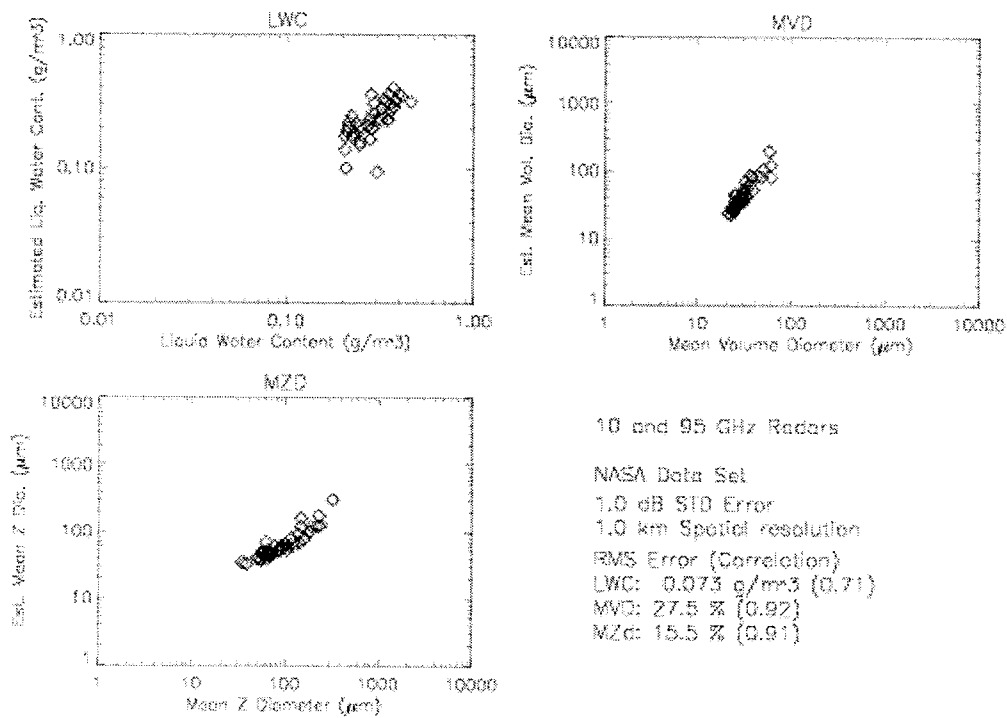 LWC
1.00
0.10
0.01
Estimated Liq. Water Cont. (g/m3)
0.01 0.10 1.00
Liquid Water Content (g/m3)
MVD
10000
1000
100
10
1
Est. Mean Vol. Dia. (μm)
1 10 100 1000 10000
Mean Volume Diameter (μm)
MZD
10000
1000
100
10
1
Est. Mean Z Dia. (μm)
1 10 100 1000 10000
Mean Z Diameter (μm)
10 and 95 GHz Radars
NASA Data Set
1.0 dB STD Error
1.0 km Spatial resolution
RMS Error (Correlation)
LWC: 0.073 g/m3 (0.71)
MVD: 27.5 % (0.92)
MZd: 15.5 % (0.91)